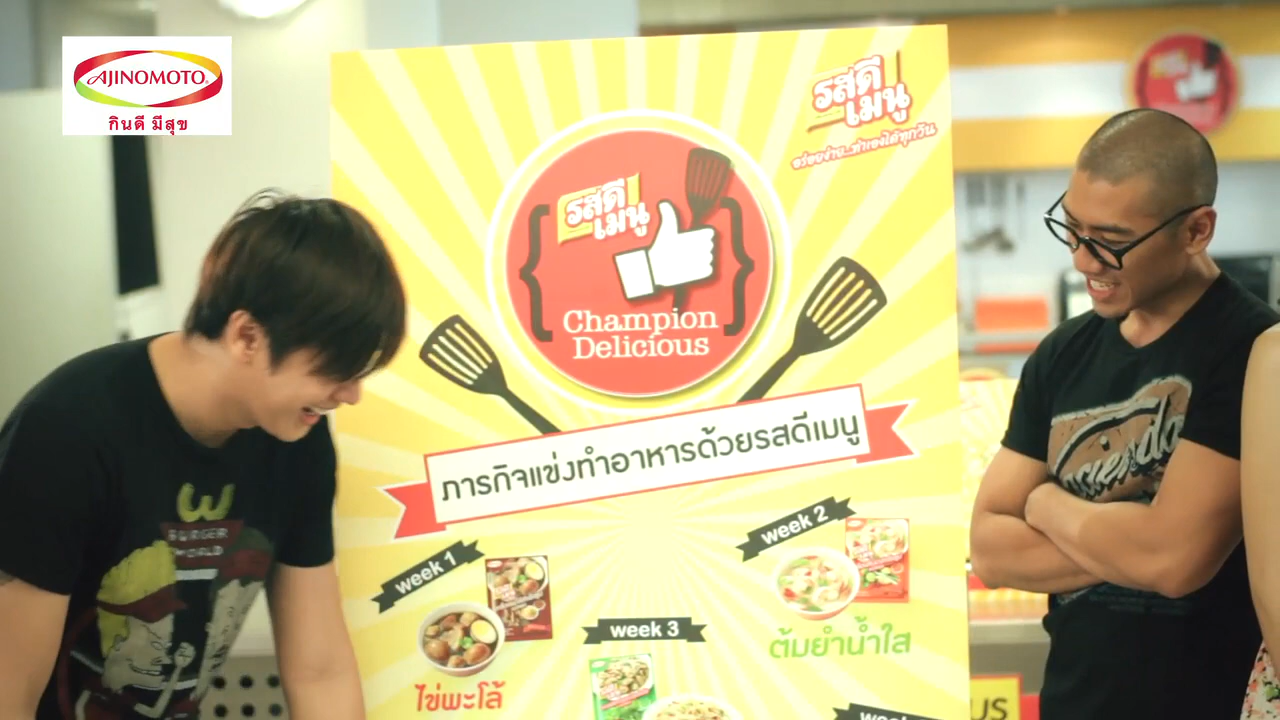 AJINOMOTO
กินดี มีสุข
รสดี
เมนู
อร่อยง่าย...ทำเองได้ทุกวัน
รสดี
เมนู
Champion
Delicious
ภารกิจแข่งทำอาหารด้วยรสดีเมนู
week 1
ไข่พะโล้
week 2
ต้มยำน้ำใส
week 3
BURGER
WORLD